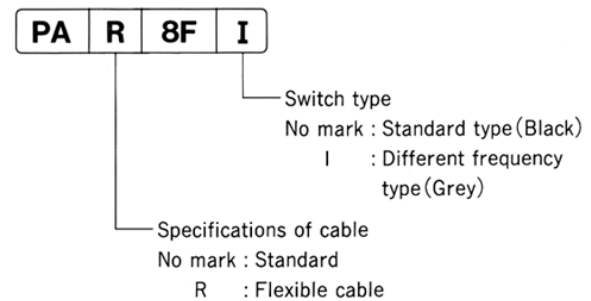 PA R 8F I
Switch type
No mark : Standard type(Black)
I : Different frequency
type(Grey)
Specifications of cable
No mark : Standard
R : Flexible cable